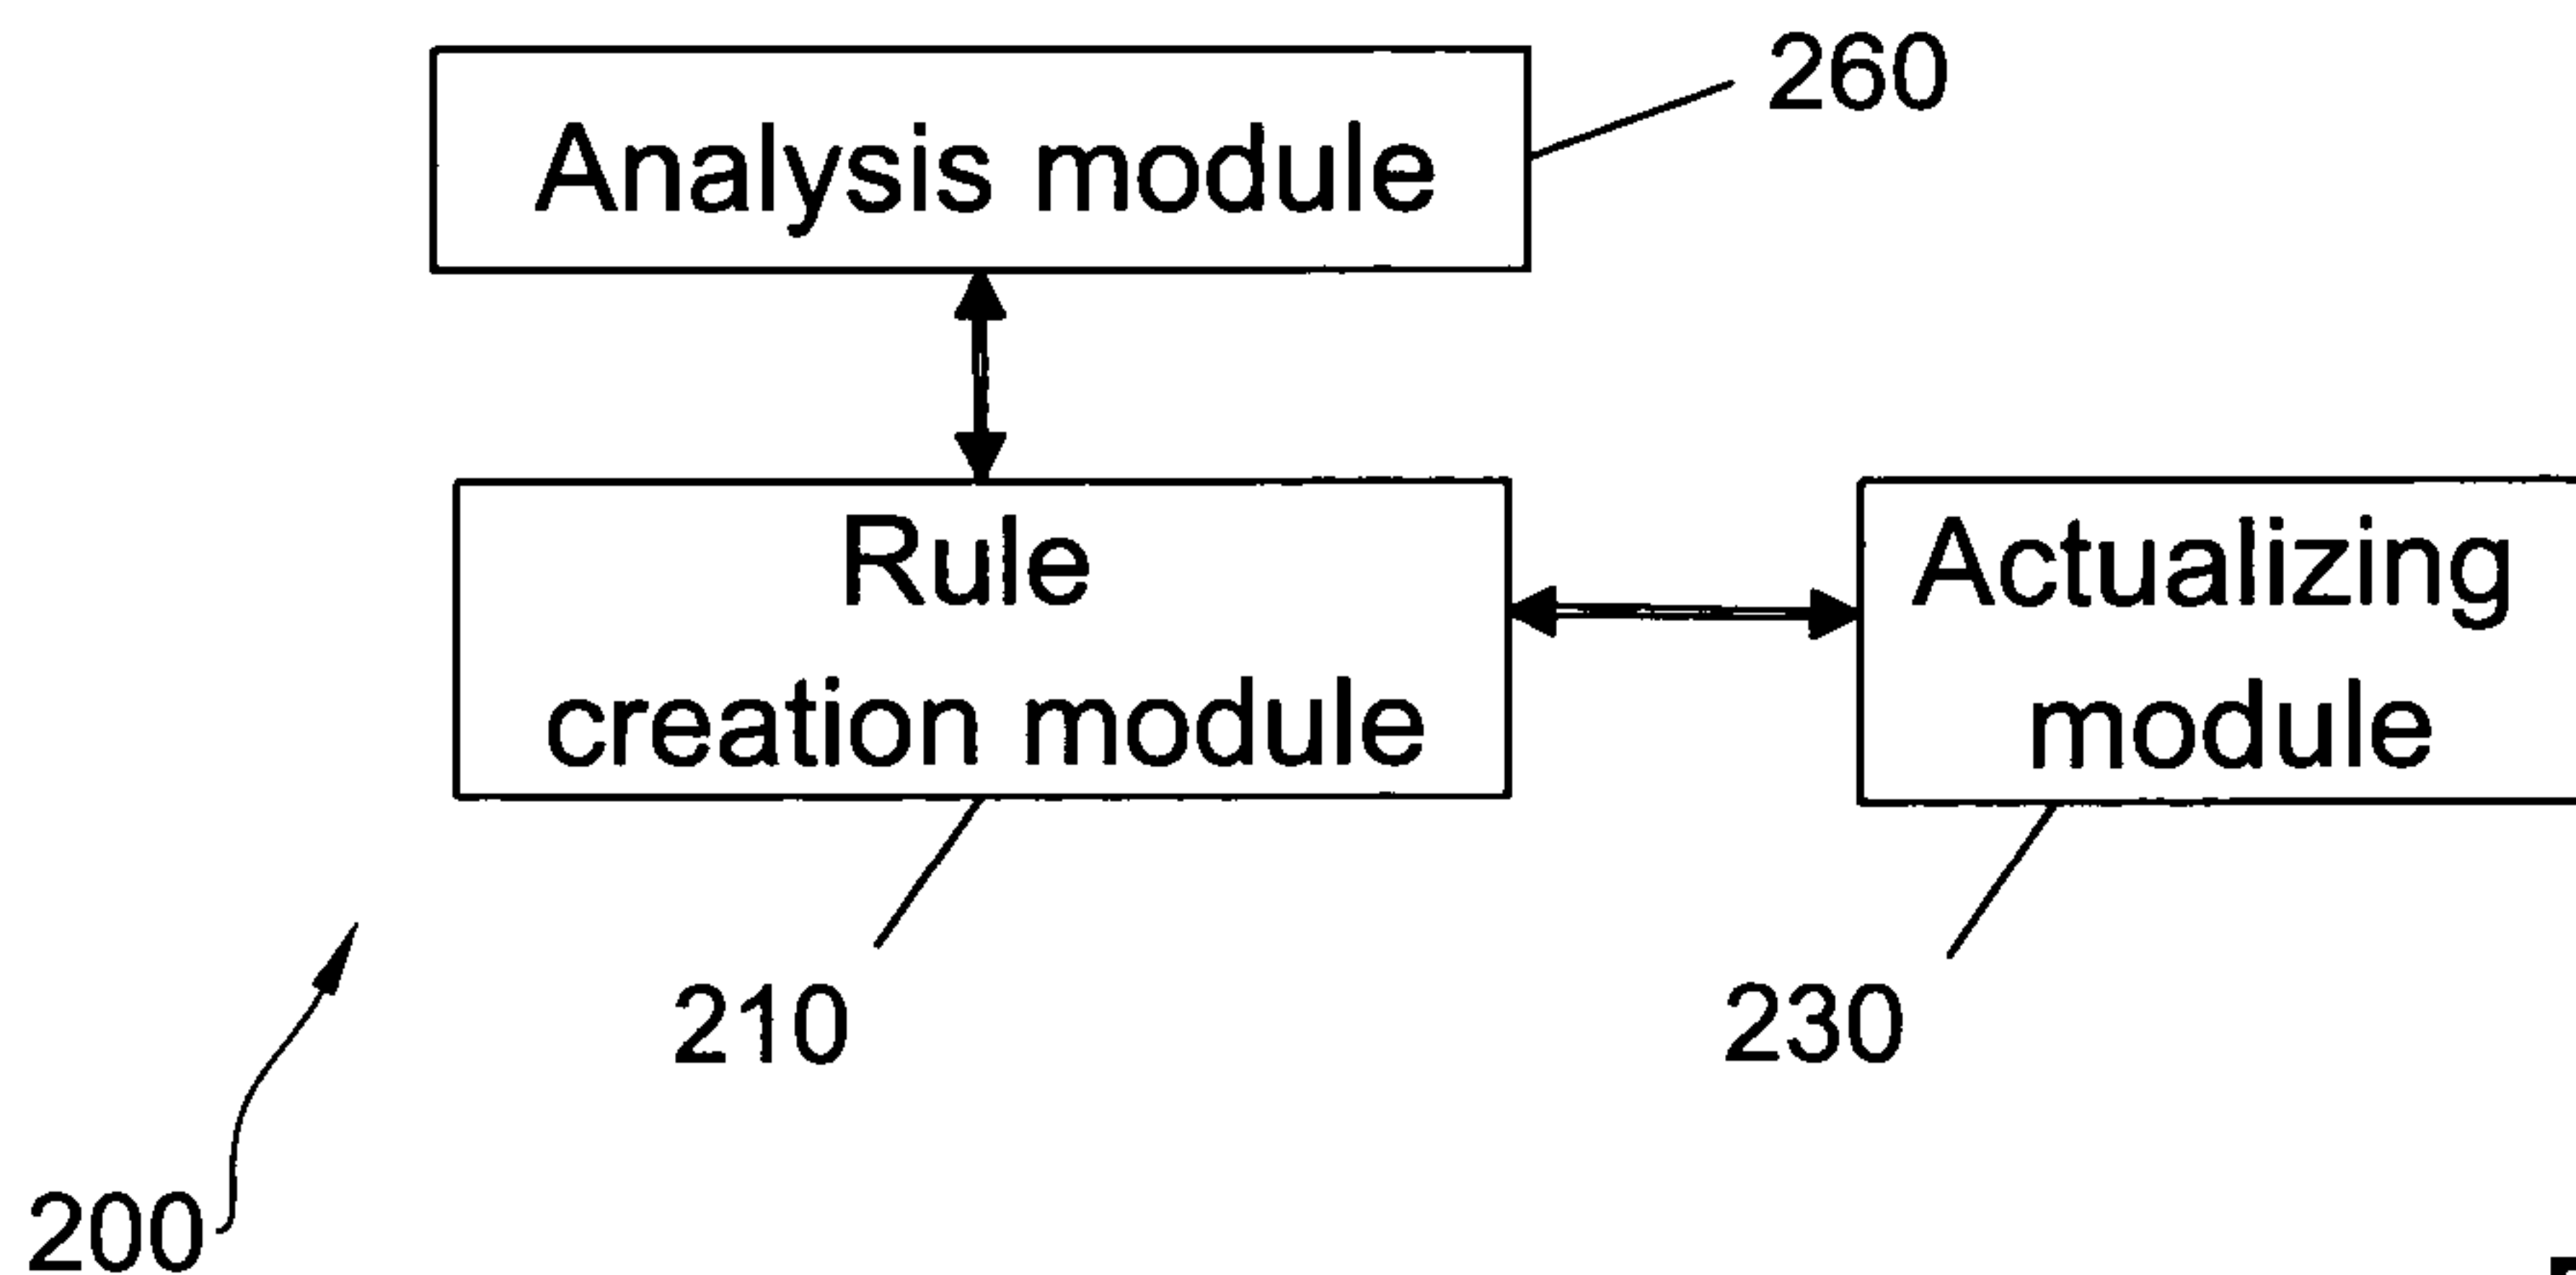 260
Analysis module
Rule
creation module
Actualizing
module
210
230
200